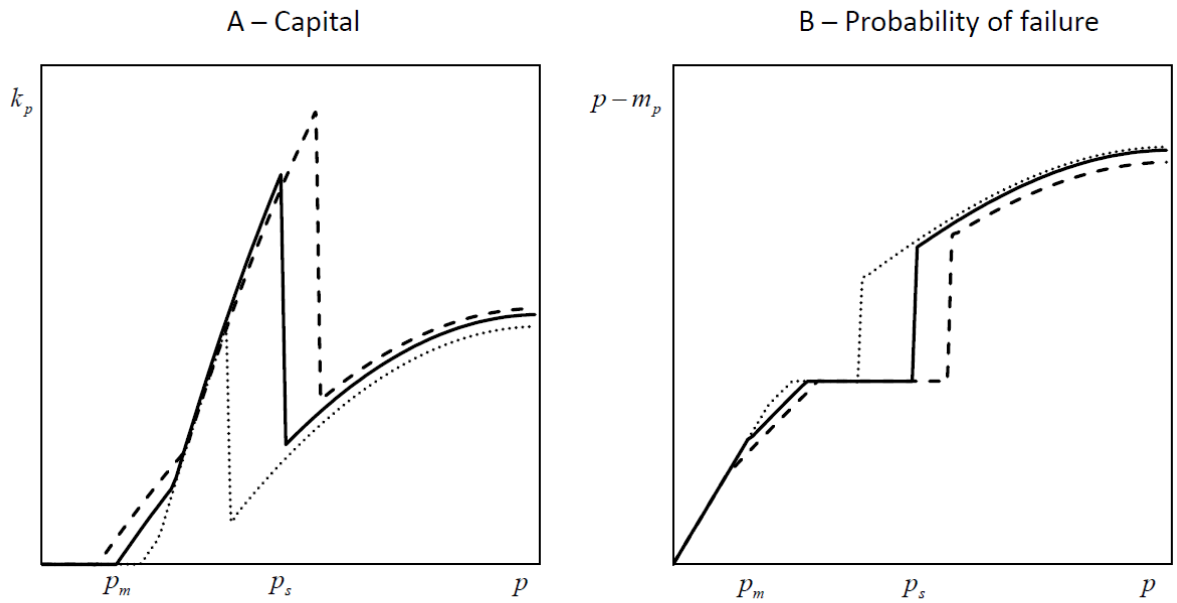 A – Capital
B – Probability of failure
k_p
p – m_p
p_m
p_s
p
p_m
p_s
p